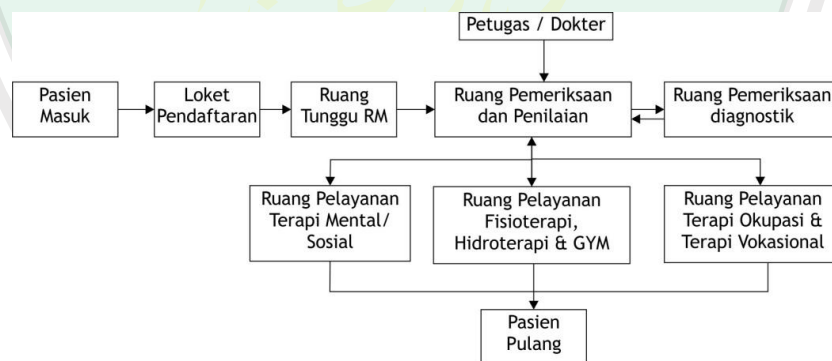 Petugas / Dokter
Pasien
Masuk
Loket
Pendaftaran
Ruang
Tunggu RM
Ruang Pemeriksaan
dan Penilaian
Ruang Pemeriksaan
diagnostik
Ruang Pelayanan
Terapi Mental/
Sosial
Ruang Pelayanan
Fisioterapi,
Hidroterapi & GYM
Ruang Pelayanan
Terapi Okupasi &
Terapi Vokasional
Pasien
Pulang